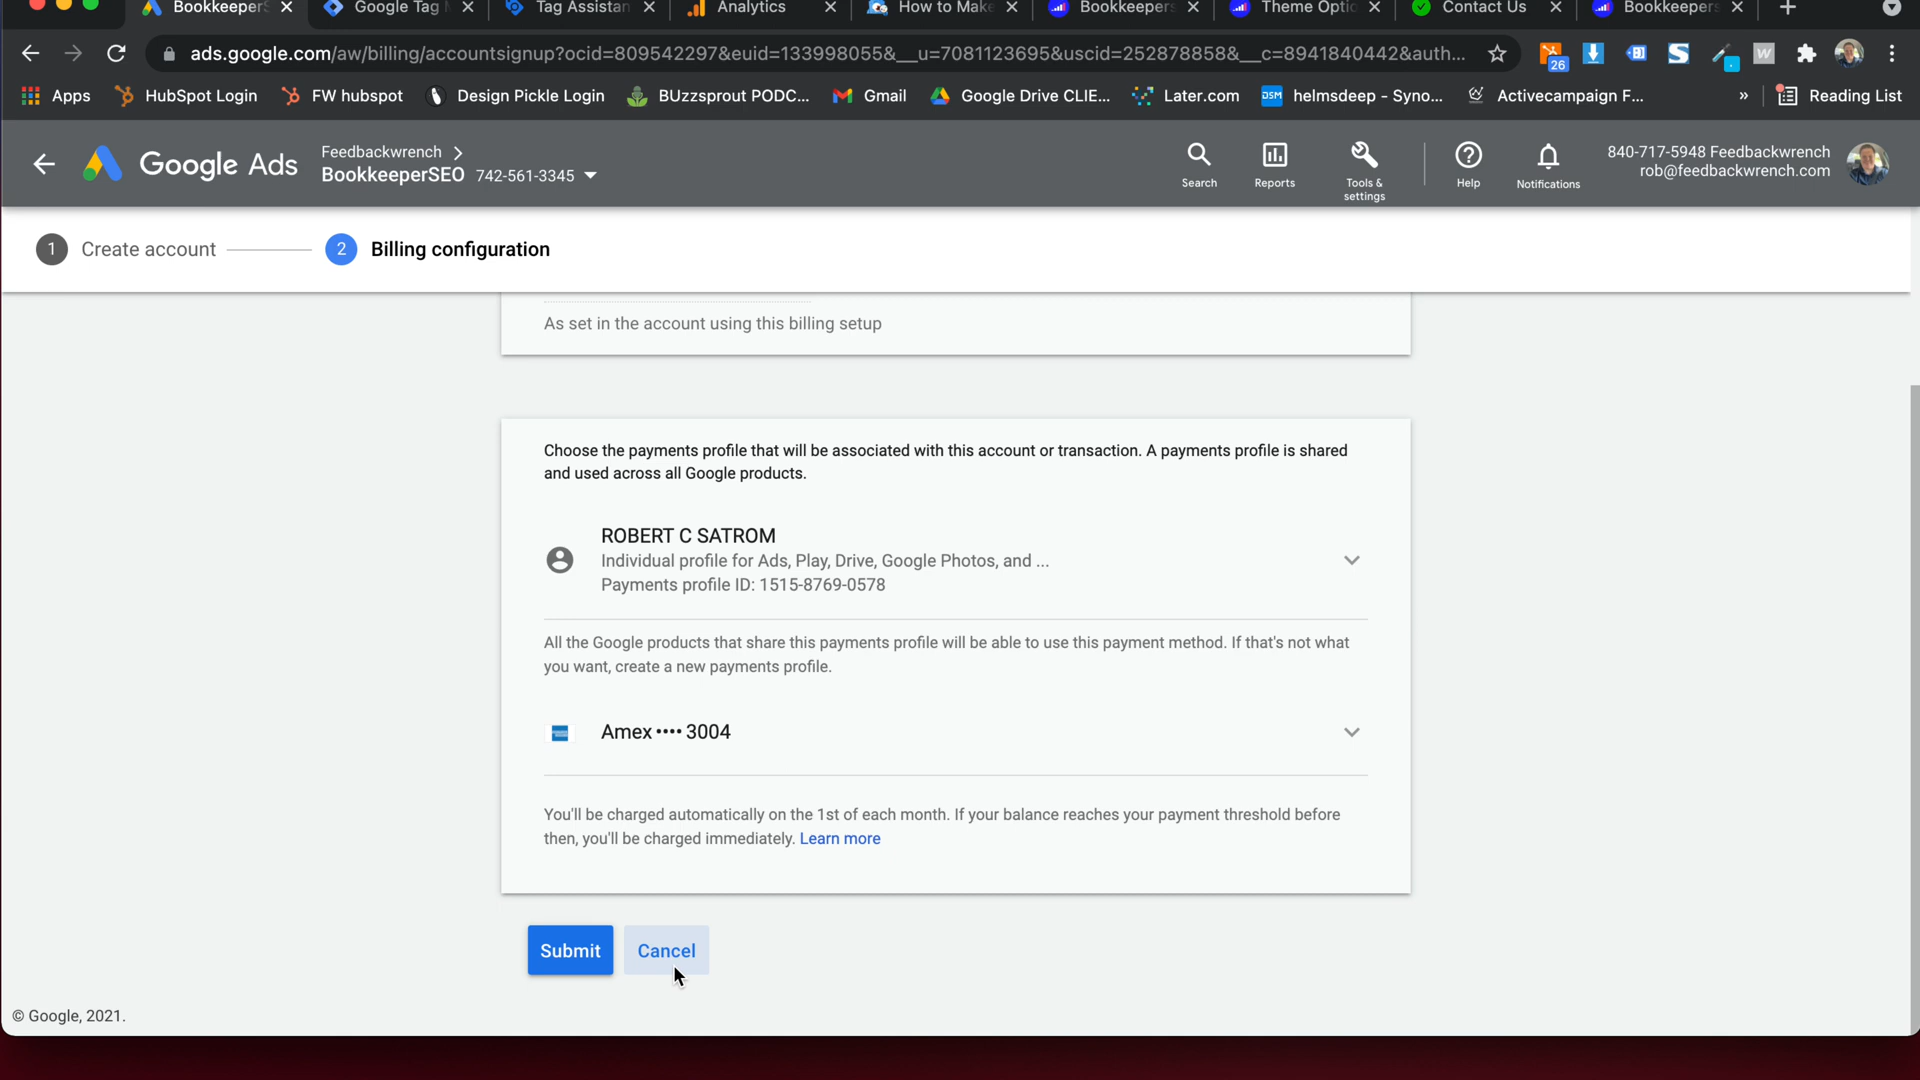 BookkeeperS
Google Tag M
Tag Assistan
Analytics
How to Make
Bookkeepers
Theme Optio
Contact Us
Bookkeepers
ads.google.com/aw/billing/accountsignup?ocid=809542297&euid=133998055&__u=7081123695&uscid=252878858&__c=8941840442&auth...
26
Apps
HubSpot Login
FW hubspot
Design Pickle Login
BUzzsprout PODC...
Gmail
Google Drive CLIE...
Later.com
DSM
helmsdeep - Syno...
Activecampaign F...
»
Reading List
Google Ads
Feedbackwrench
BookkeeperSEO 742-561-3345
Search
Reports
Tools &
settings
Help
Notifications
840-717-5948 Feedbackwrench
rob@feedbackwrench.com
1 Create account
2 Billing configuration
As set in the account using this billing setup
Choose the payments profile that will be associated with this account or transaction. A payments profile is shared
and used across all Google products.
ROBERT C SATROM
Individual profile for Ads, Play, Drive, Google Photos, and ...
Payments profile ID: 1515-8769-0578
All the Google products that share this payments profile will be able to use this payment method. If that's not what
you want, create a new payments profile.
Amex •••• 3004
You'll be charged automatically on the 1st of each month. If your balance reaches your payment threshold before
then, you'll be charged immediately. Learn more
Submit
Cancel
© Google, 2021.